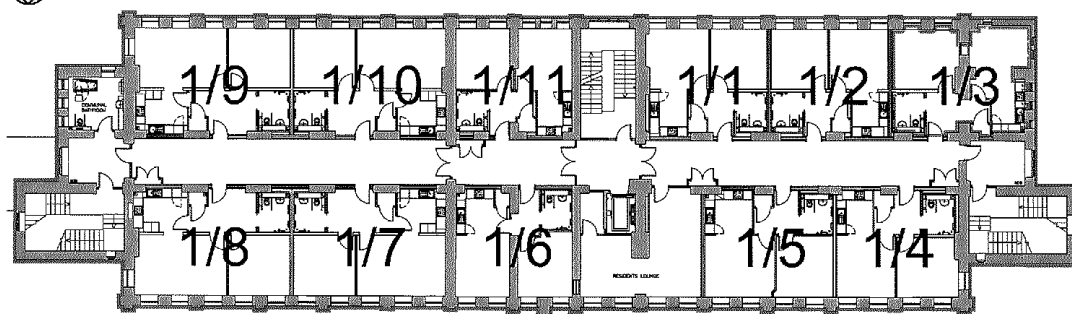 1/9 1/10 1/11 1/1 1/2 1/3
COMMUNAL
BATHROOM
1/8 1/7 1/6 1/5 1/4
RESIDENTS LOUNGE